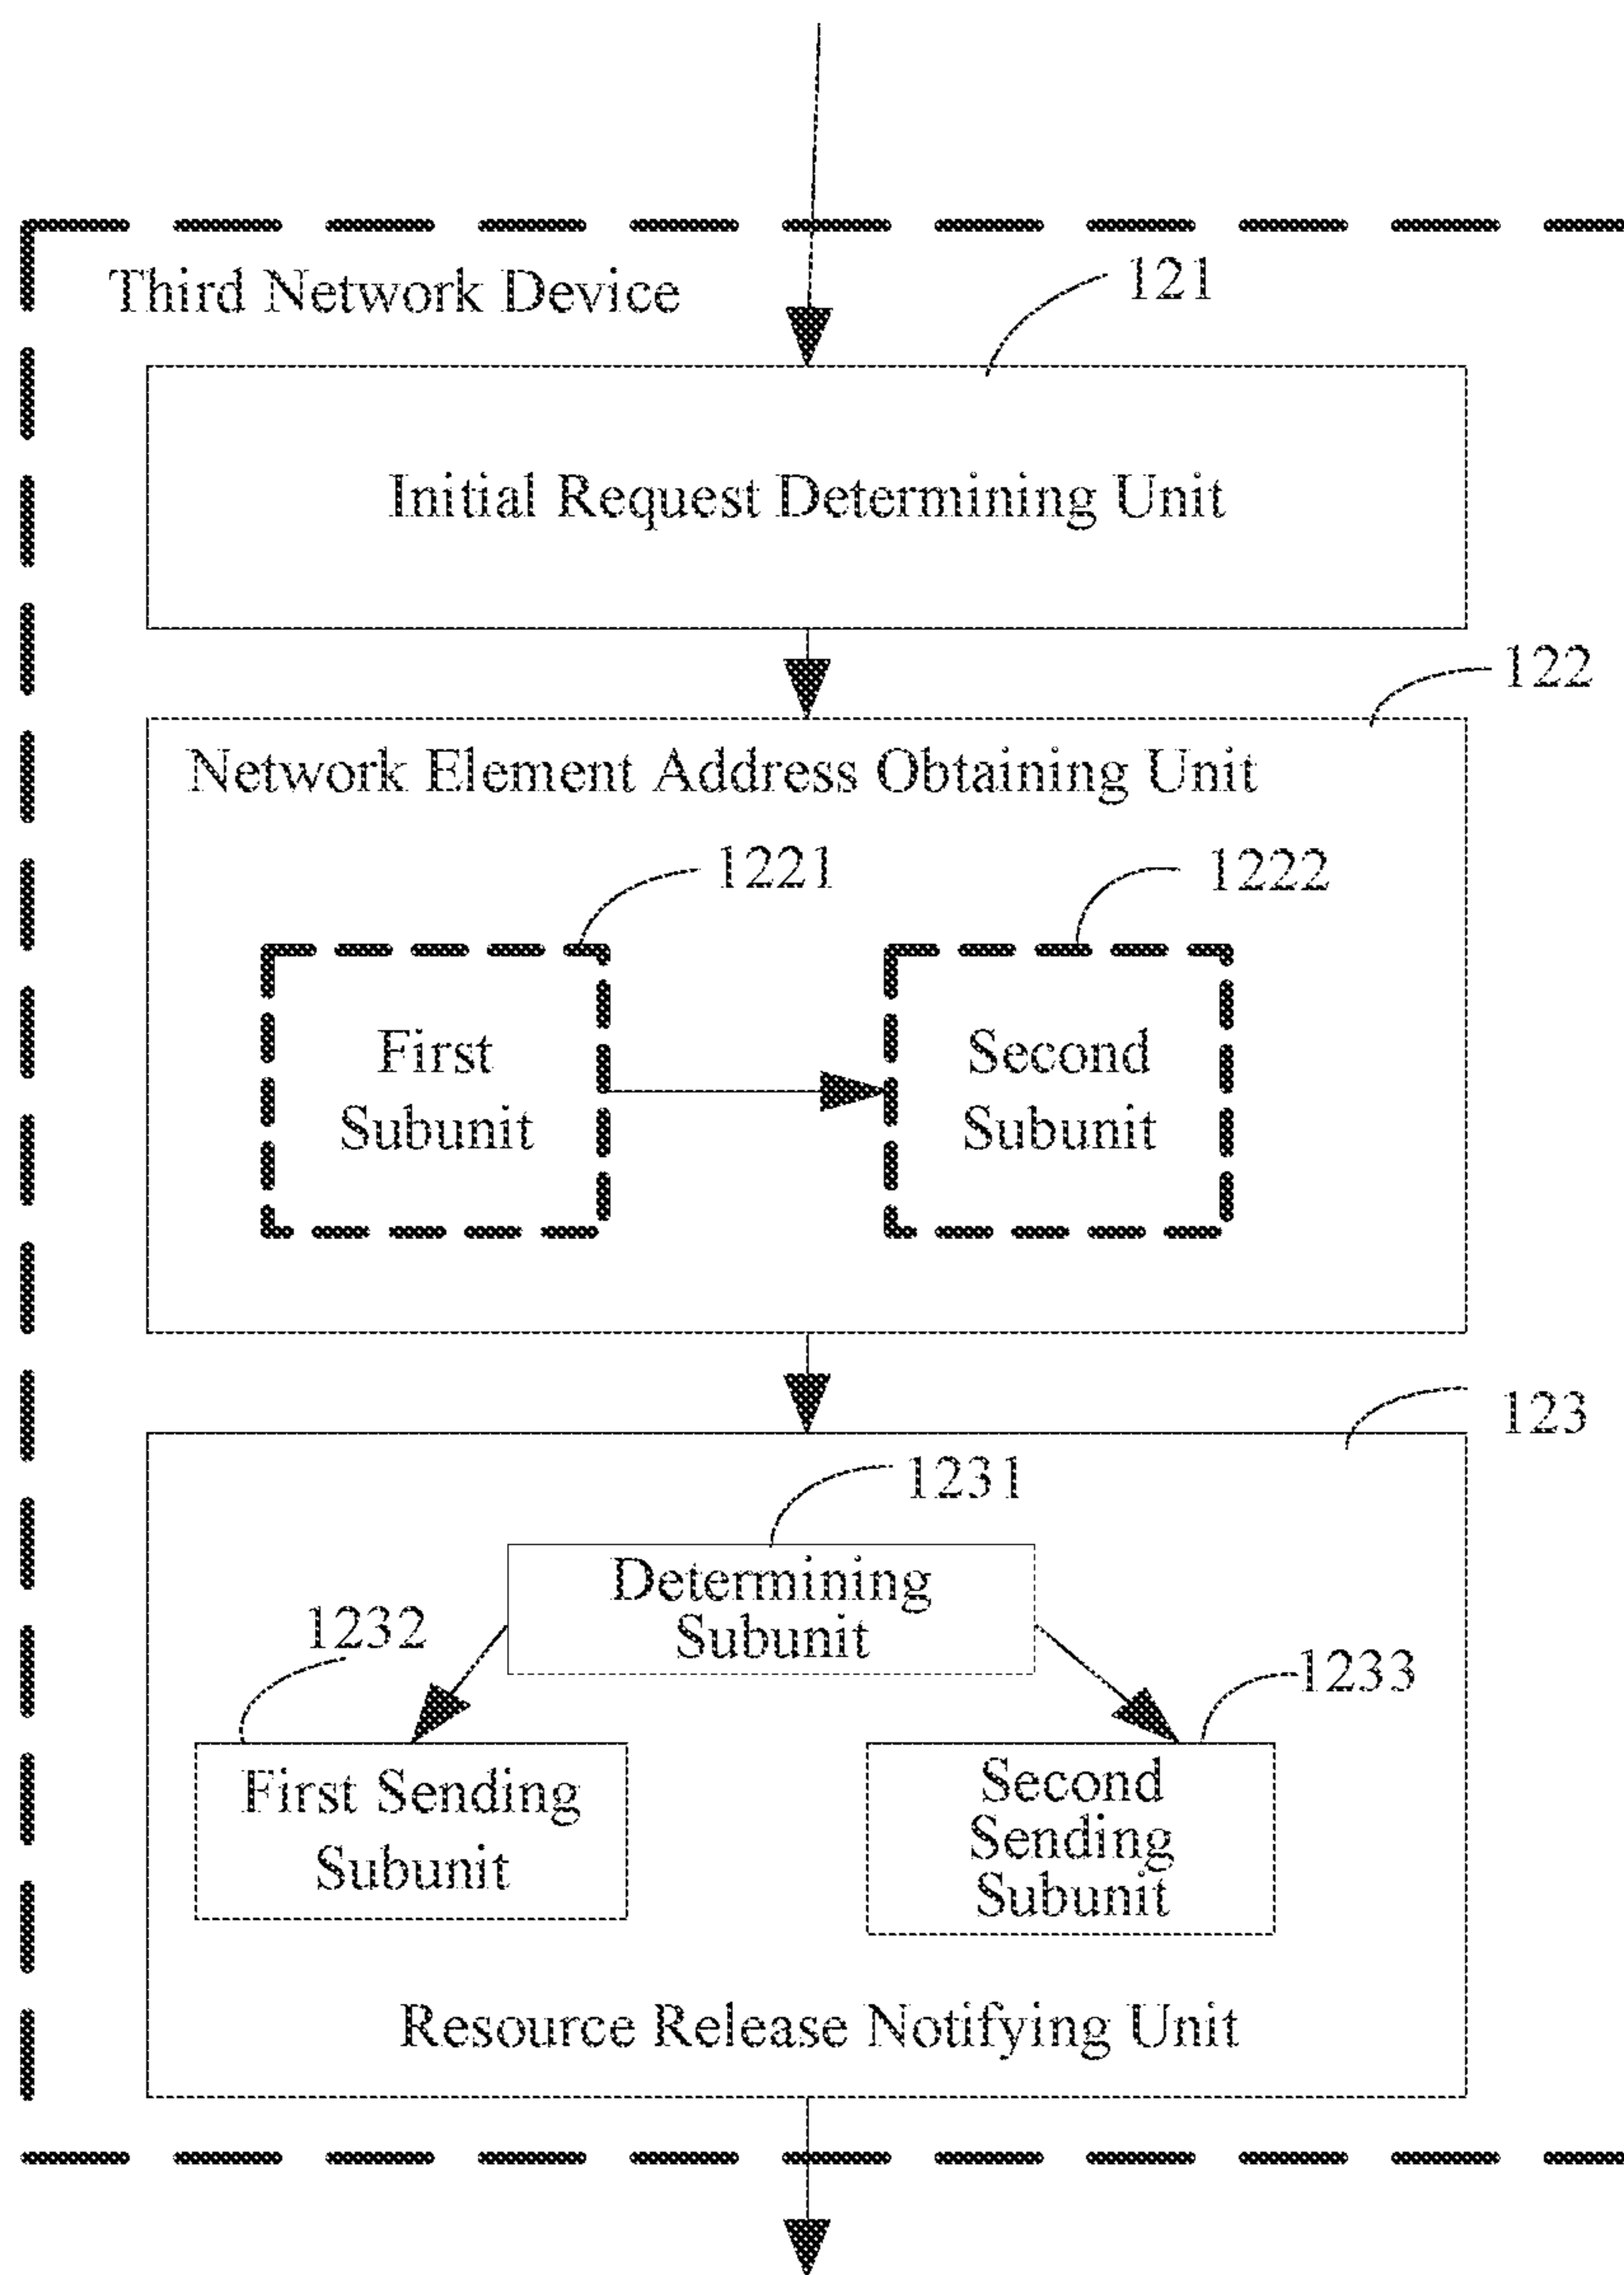 Third Network Device
121
Initial Request Determining Unit
122
Network Element Address Obtaining Unit
1221
1222
First
Subunit
Second
Subunit
123
1231
Determining
Subunit
1232
1233
First Sending
Subunit
Second
Sending
Subunit
Resource Release Notifying Unit